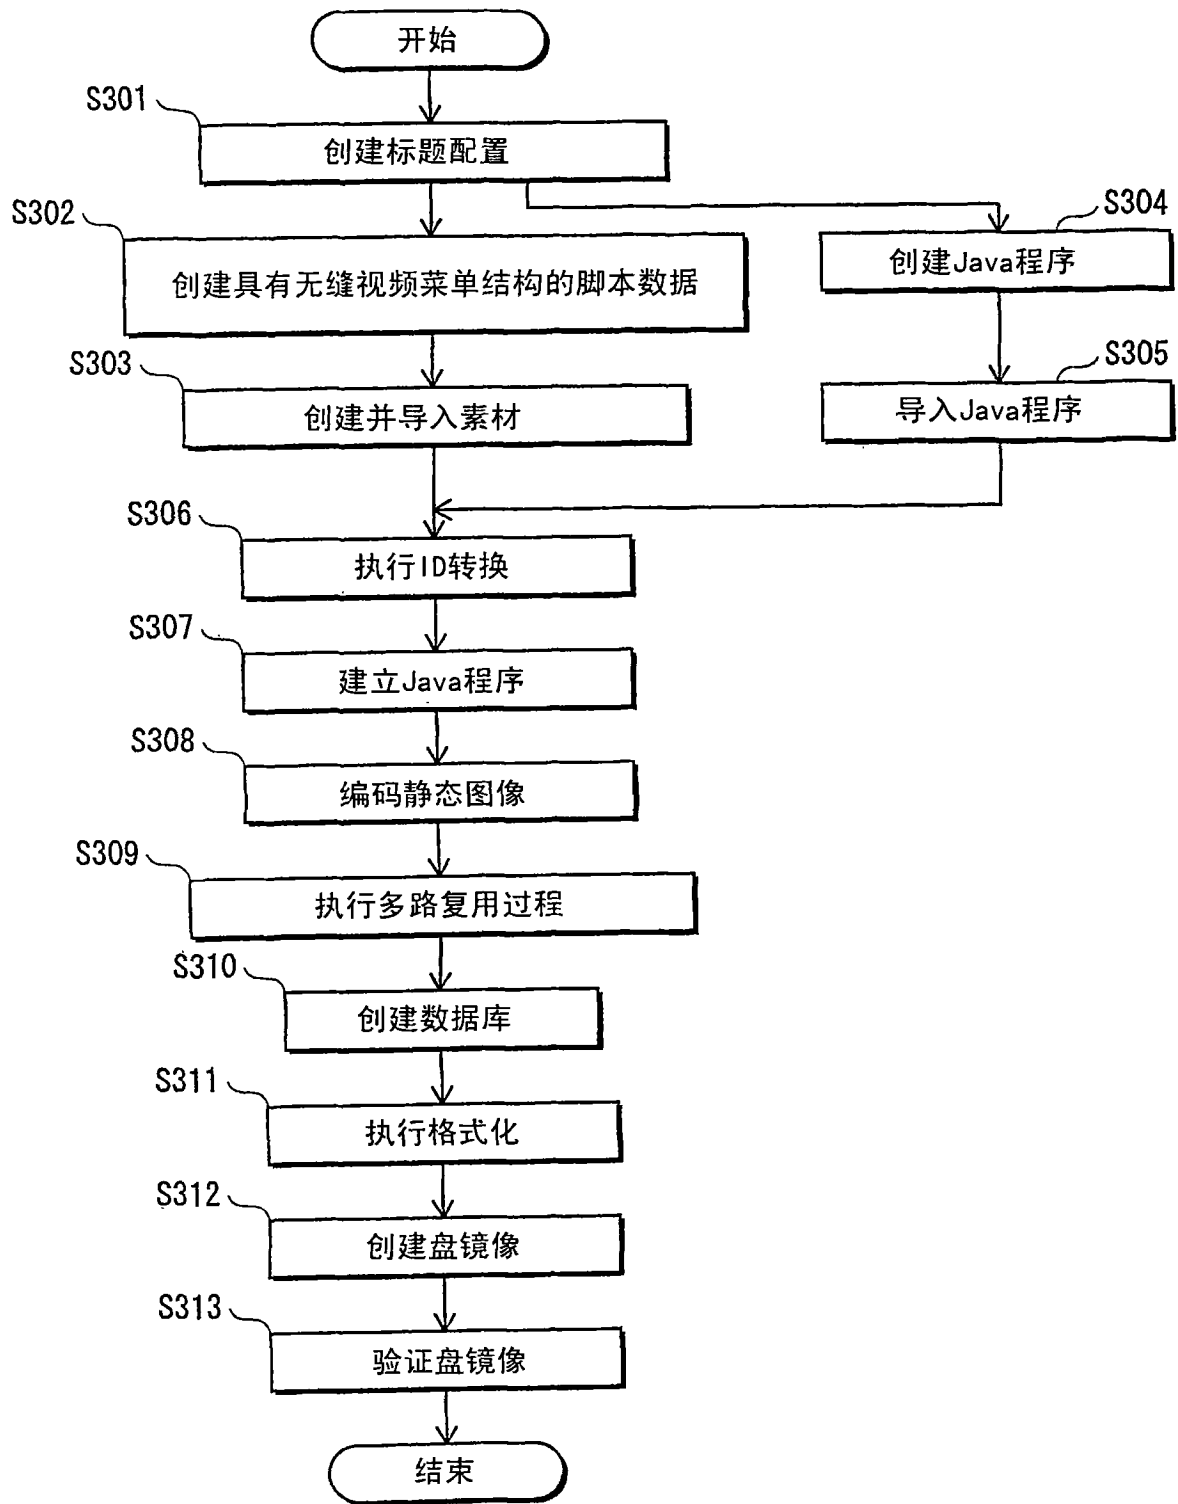 开始
S301
创建标题配置
S302
创建具有无缝视频菜单结构的脚本数据
S304
创建Java程序
S303
创建并导入素材
S305
导入Java程序
S306
执行ID转换
S307
建立Java程序
S308
编码静态图像
S309
执行多路复用过程
S310
创建数据库
S311
执行格式化
S312
创建盘镜像
S313
验证盘镜像
结束